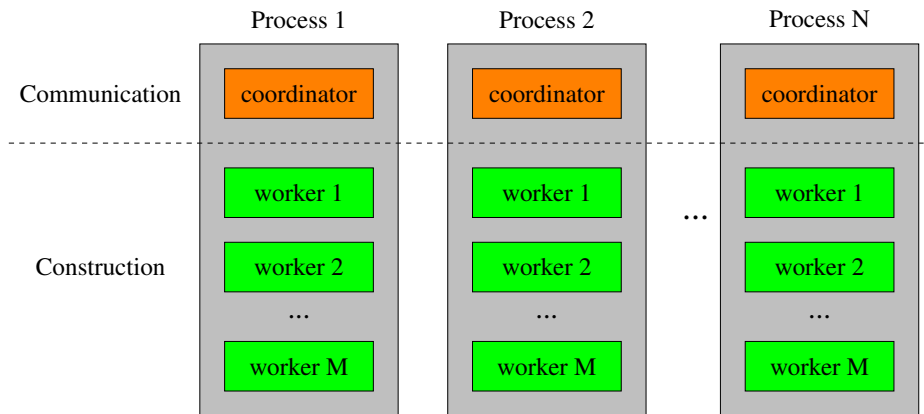 Process 1 Process 2 Process N
Communication coordinator coordinator coordinator
worker 1 worker 1 worker 1
...
Construction worker 2 worker 2 worker 2
... ... ...
worker M worker M worker M